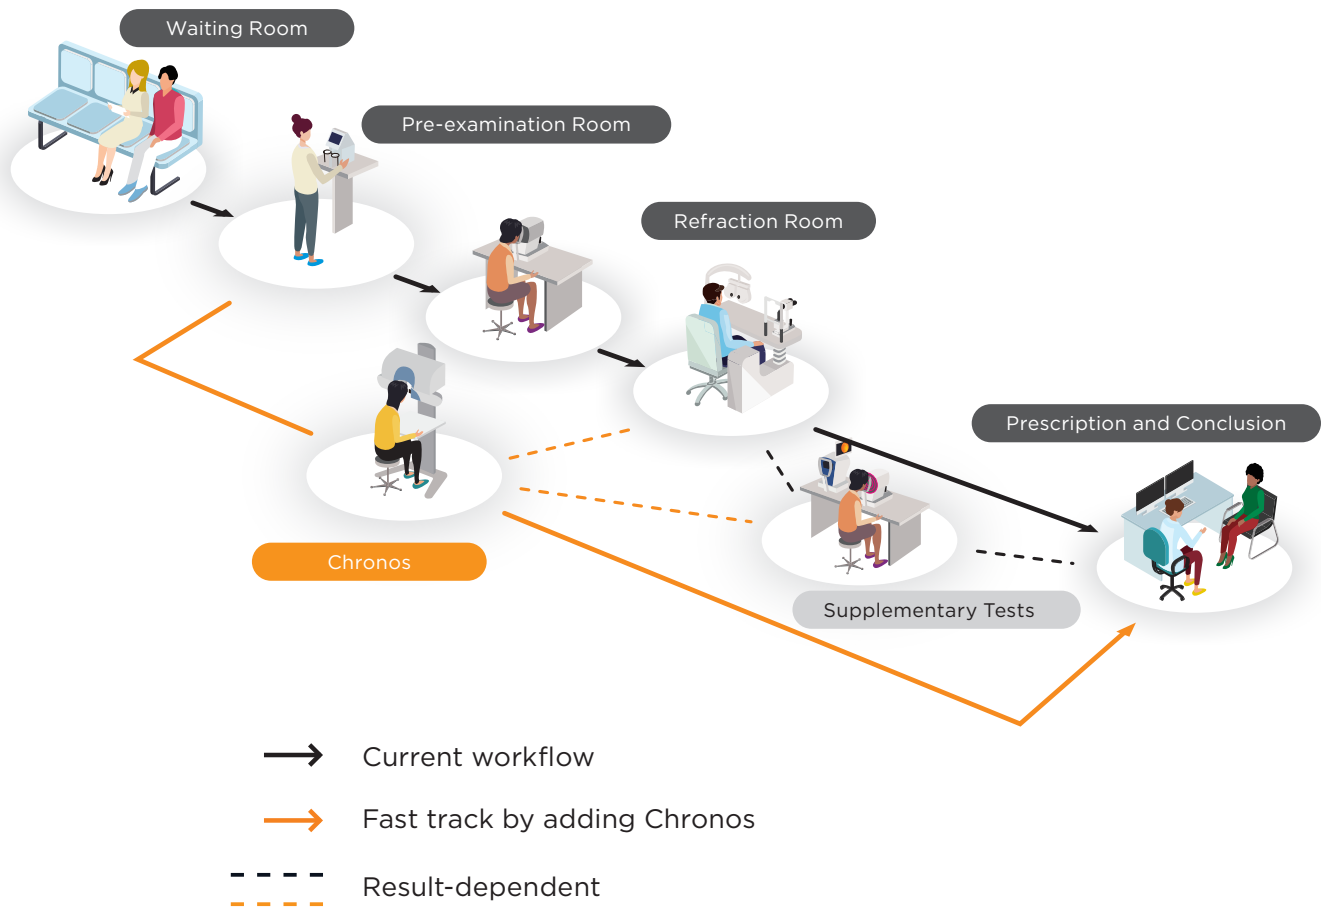 Waiting Room
Pre-examination Room
Refraction Room
Prescription and Conclusion
Chronos
Supplementary Tests
Current workflow
Fast track by adding Chronos
Result-dependent